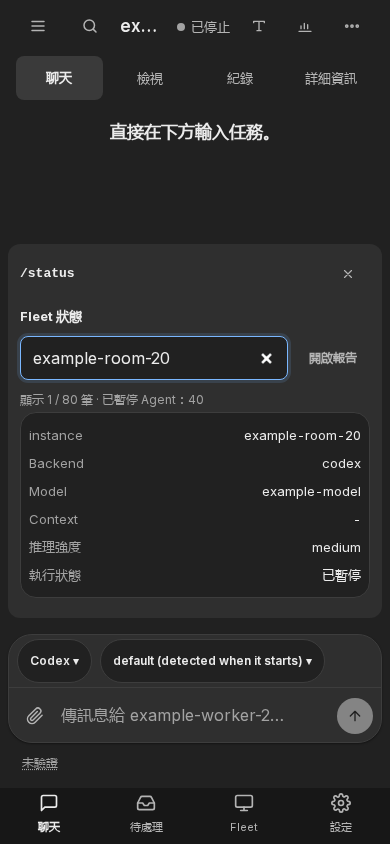 ex...
已停止
聊天
檢視
紀錄
詳細資訊
直接在下方輸入任務。
/status
Fleet 狀態
example-room-20
開啟報告
顯示 1 / 80 筆 · 已暫停 Agent：40
instance example-room-20
Backend codex
Model example-model
Context -
推理強度 medium
執行狀態 已暫停
Codex ▾
default (detected when it starts) ▾
傳訊息給 example-worker-2...
未驗證
聊天
待處理
Fleet
設定